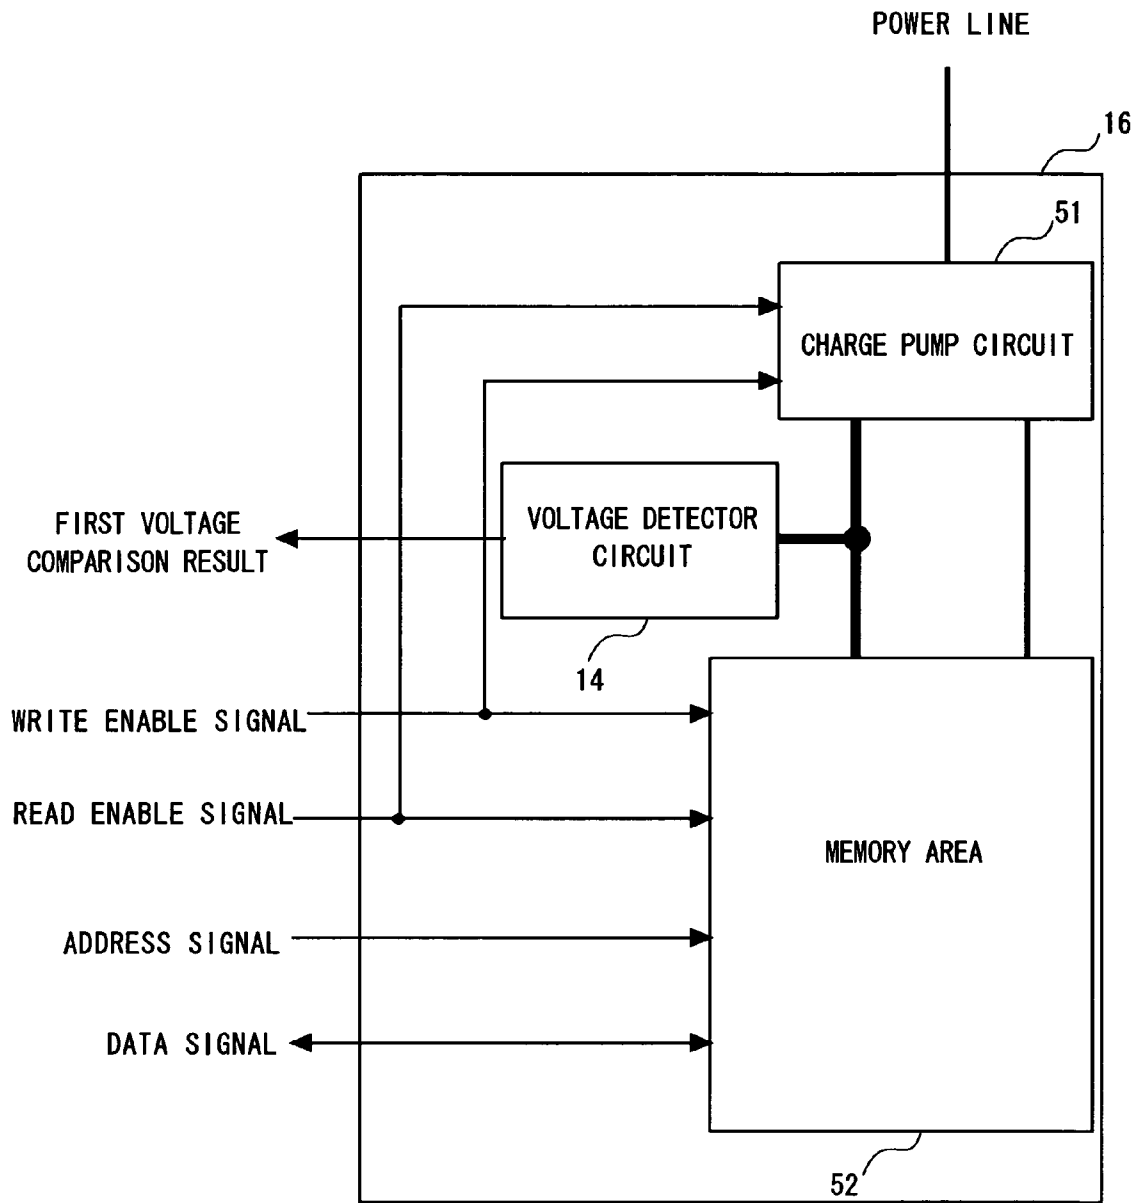 POWER LINE
16
51
CHARGE PUMP CIRCUIT
FIRST VOLTAGE
COMPARISON RESULT
VOLTAGE DETECTOR
CIRCUIT
14
WRITE ENABLE SIGNAL
READ ENABLE SIGNAL
MEMORY AREA
ADDRESS SIGNAL
DATA SIGNAL
52